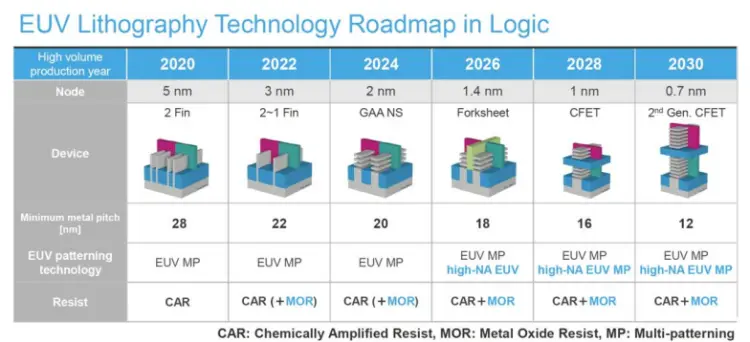 EUV Lithography Technology Roadmap in Logic
High volume
production year
2020
2022
2024
2026
2028
2030
Node
5 nm
3 nm
2 nm
1.4 nm
1 nm
0.7 nm
Device
2 Fin
2~1 Fin
GAA NS
Forksheet
CFET
2nd Gen. CFET
Minimum metal pitch
[nm]
28
22
20
18
16
12
EUV patterning
technology
EUV MP
EUV MP
EUV MP
EUV MP
high-NA EUV
EUV MP
high-NA EUV MP
EUV MP
high-NA EUV MP
Resist
CAR
CAR (+MOR)
CAR (+MOR)
CAR+MOR
CAR+MOR
CAR+MOR
CAR: Chemically Amplified Resist, MOR: Metal Oxide Resist, MP: Multi-patterning